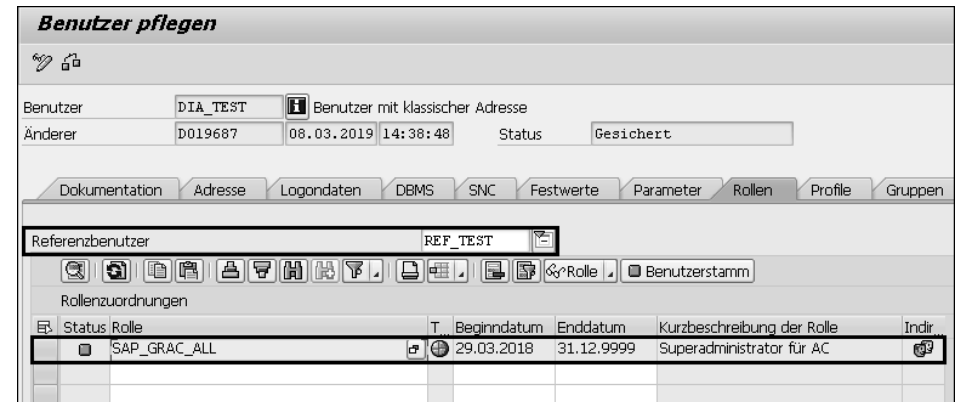 Benutzer pflegen
Benutzer DIA_TEST Benutzer mit klassischer Adresse
Änderer D019687 08.03.2019 14:38:48 Status Gesichert
Dokumentation Adresse Logondaten DBMS SNC Festwerte Parameter Rollen Profile Gruppen
Referenzbenutzer REF_TEST
Rolle Benutzerstamm
Rollenzuordnungen
Status Rolle T... Beginndatum Enddatum Kurzbeschreibung der Rolle Indir...
SAP_GRAC_ALL 29.03.2018 31.12.9999 Superadministrator für AC